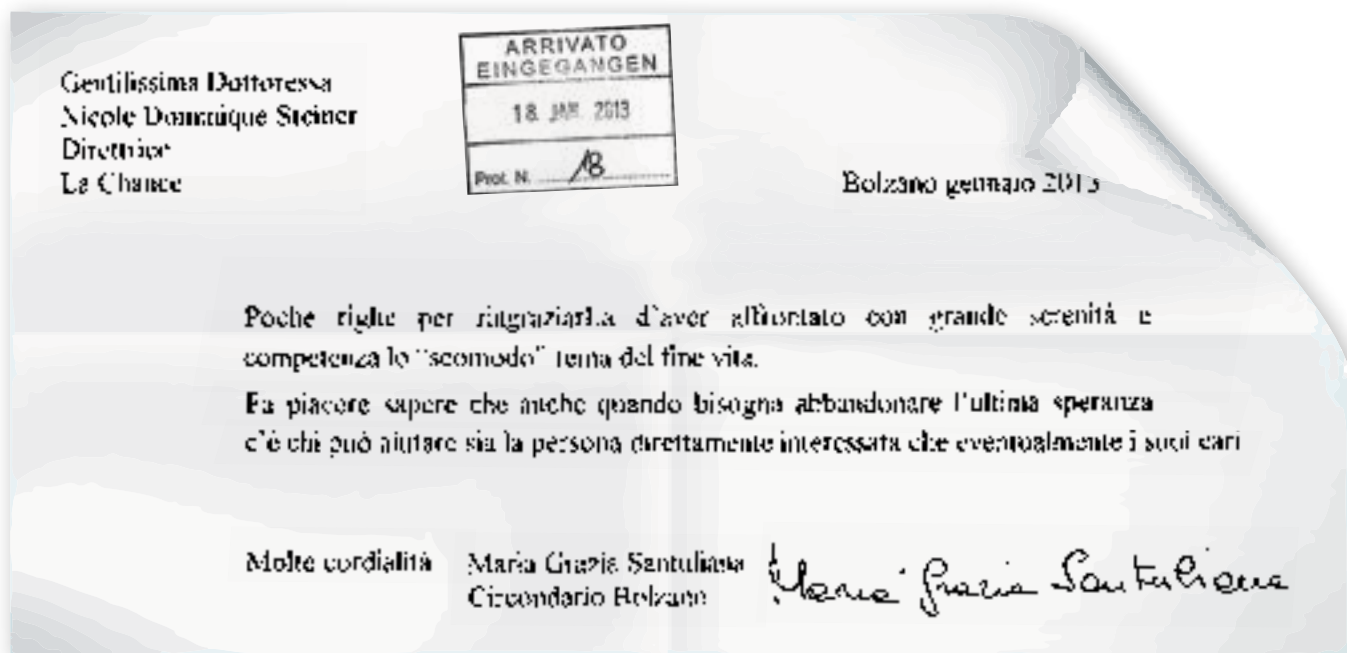 Gentilissima Dottoressa
Nicole Dominique Steiner
Direttrice
La Chance
ARRIVATO
EINGEGANGEN
18. JAN. 2013
Prot. N. 18
Bolzano gennaio 2013
Poche righe per ringraziarLa d'aver affrontato con grande serenità e
competenza lo "scomodo" tema del fine vita.
Fa piacere sapere che anche quando bisogna abbandonare l'ultima speranza
c'è chi può aiutare sia la persona direttamente interessata che eventualmente i suoi cari
Molte cordialità Maria Grazia Santuliana
Circondario Bolzano
Maria Grazia Santuliana